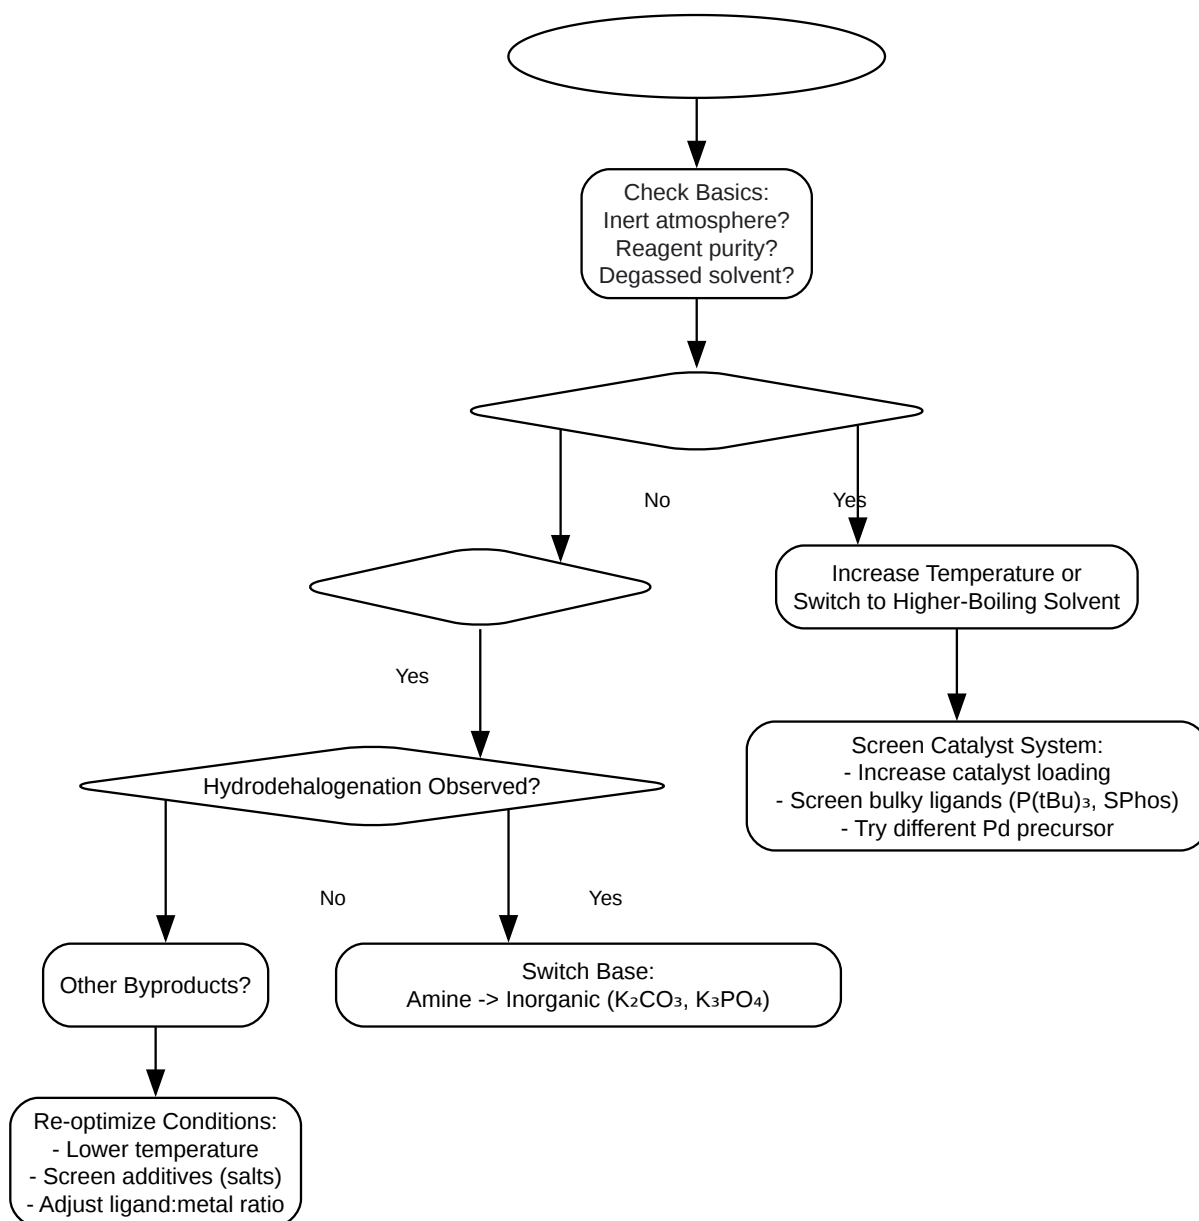 Check Basics:
Inert atmosphere?
Reagent purity?
Degassed solvent?
No
Yes
Increase Temperature or
Switch to Higher-Boiling Solvent
Yes
Screen Catalyst System:
- Increase catalyst loading
- Screen bulky ligands (P(tBu)₃, SPhos)
- Try different Pd precursor
Hydrodehalogenation Observed?
No
Yes
Other Byproducts?
Switch Base:
Amine -> Inorganic (K₂CO₃, K₃PO₄)
Re-optimize Conditions:
- Lower temperature
- Screen additives (salts)
- Adjust ligand:metal ratio